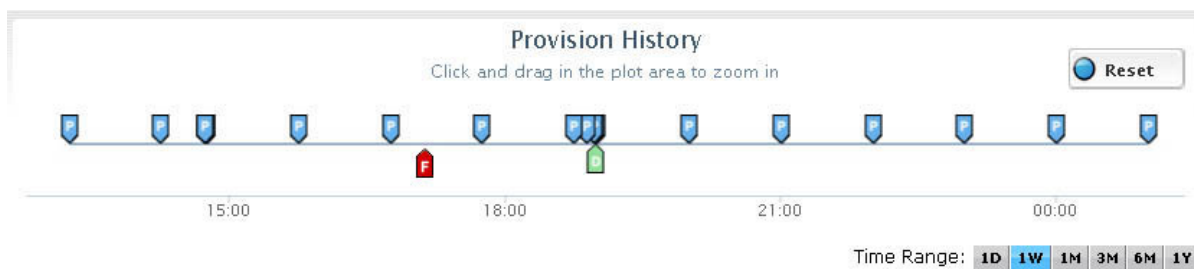 Provision History
Click and drag in the plot area to zoom in
Reset
P P P P P P P P P P P P P P
F D
15:00 18:00 21:00 00:00
Time Range: 1D 1W 1M 3M 6M 1Y